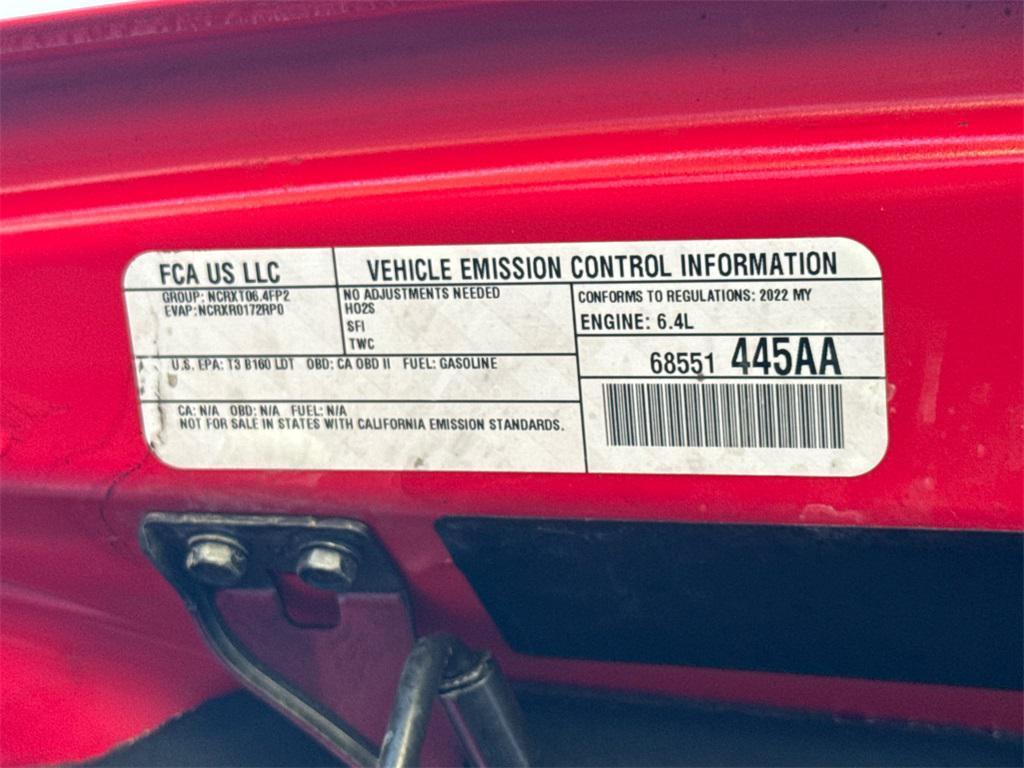 FCA US LLC
VEHICLE EMISSION CONTROL INFORMATION
GROUP: NCRXT06.4FP2
EVAP: NCRXR0172RP0
NO ADJUSTMENTS NEEDED
HO2S
SFI
TWC
CONFORMS TO REGULATIONS: 2022 MY
ENGINE: 6.4L
U.S. EPA: T3 B160 LDT OBD: CA OBD II FUEL: GASOLINE
68551 445AA
CA: N/A OBD: N/A FUEL: N/A
NOT FOR SALE IN STATES WITH CALIFORNIA EMISSION STANDARDS.